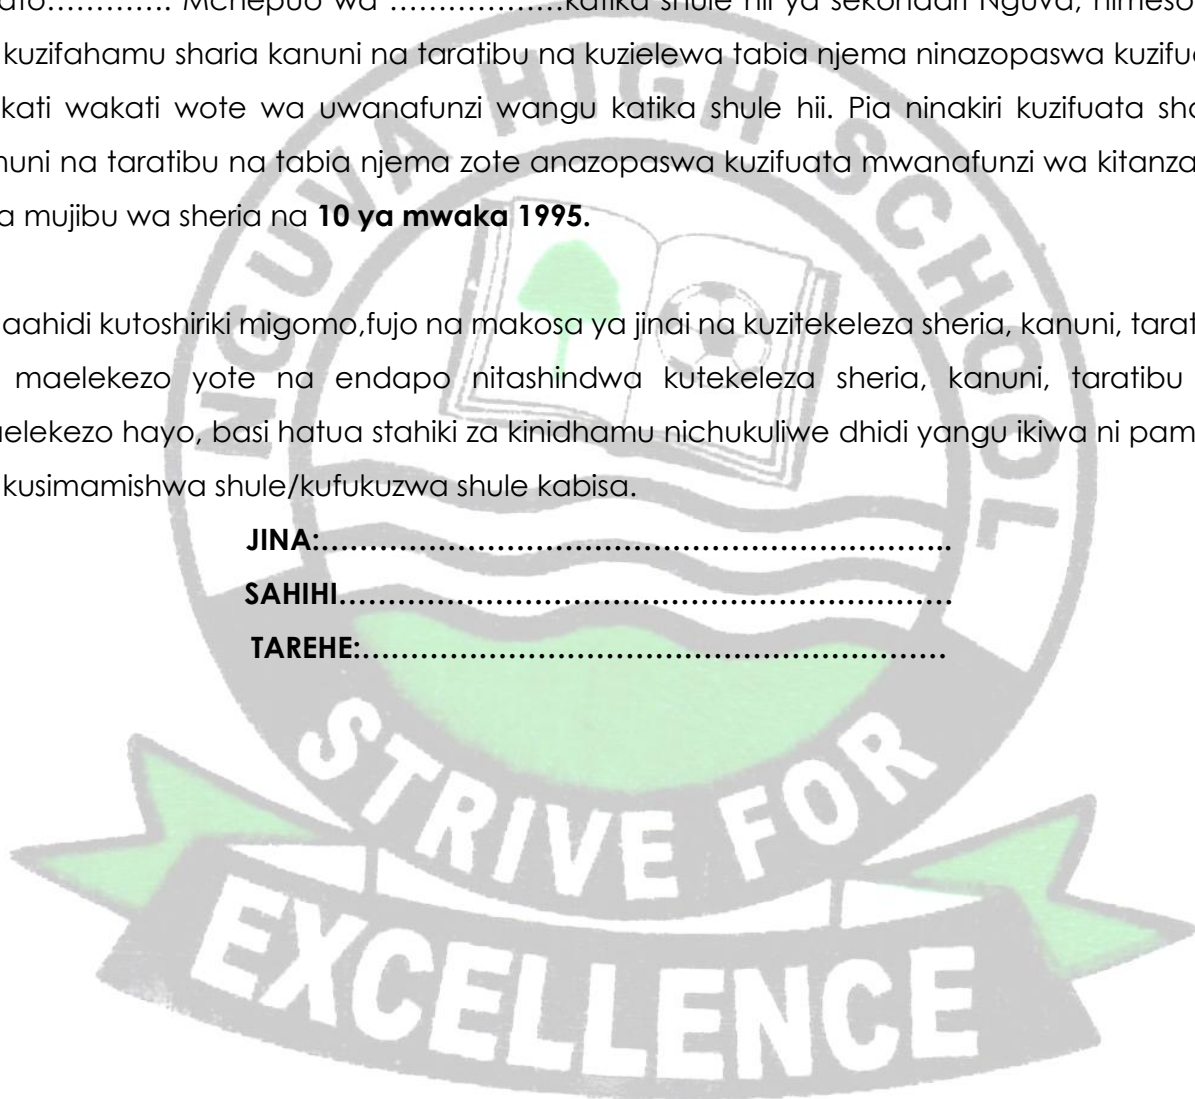 ato…………. Mchepuo wa ………………katika shule hii ya sekondari Nguva, nimeso
kuzifahamu sharia kanuni na taratibu na kuzielewa tabia njema ninazopaswa kuzifu
kati wakati wote wa uwanafunzi wangu katika shule hii. Pia ninakiri kuzifuata sha
nuni na taratibu na tabia njema zote anazopaswa kuzifuata mwanafunzi wa kitanza
a mujibu wa sheria na 10 ya mwaka 1995.
aahidi kutoshiriki migomo,fujo na makosa ya jinai na kuzitekeleza sheria, kanuni, tarat
maelekezo yote na endapo nitashindwa kutekeleza sheria, kanuni, taratibu
aelekezo hayo, basi hatua stahiki za kinidhamu nichukuliwe dhidi yangu ikiwa ni pam
kusimamishwa shule/kufukuzwa shule kabisa.
JINA:………………………………………………………..
SAHIHI………………………………………………………
TAREHE:……………………………………………………
NGUVA HIGH SCHOOL
STRIVE FOR
EXCELLENCE